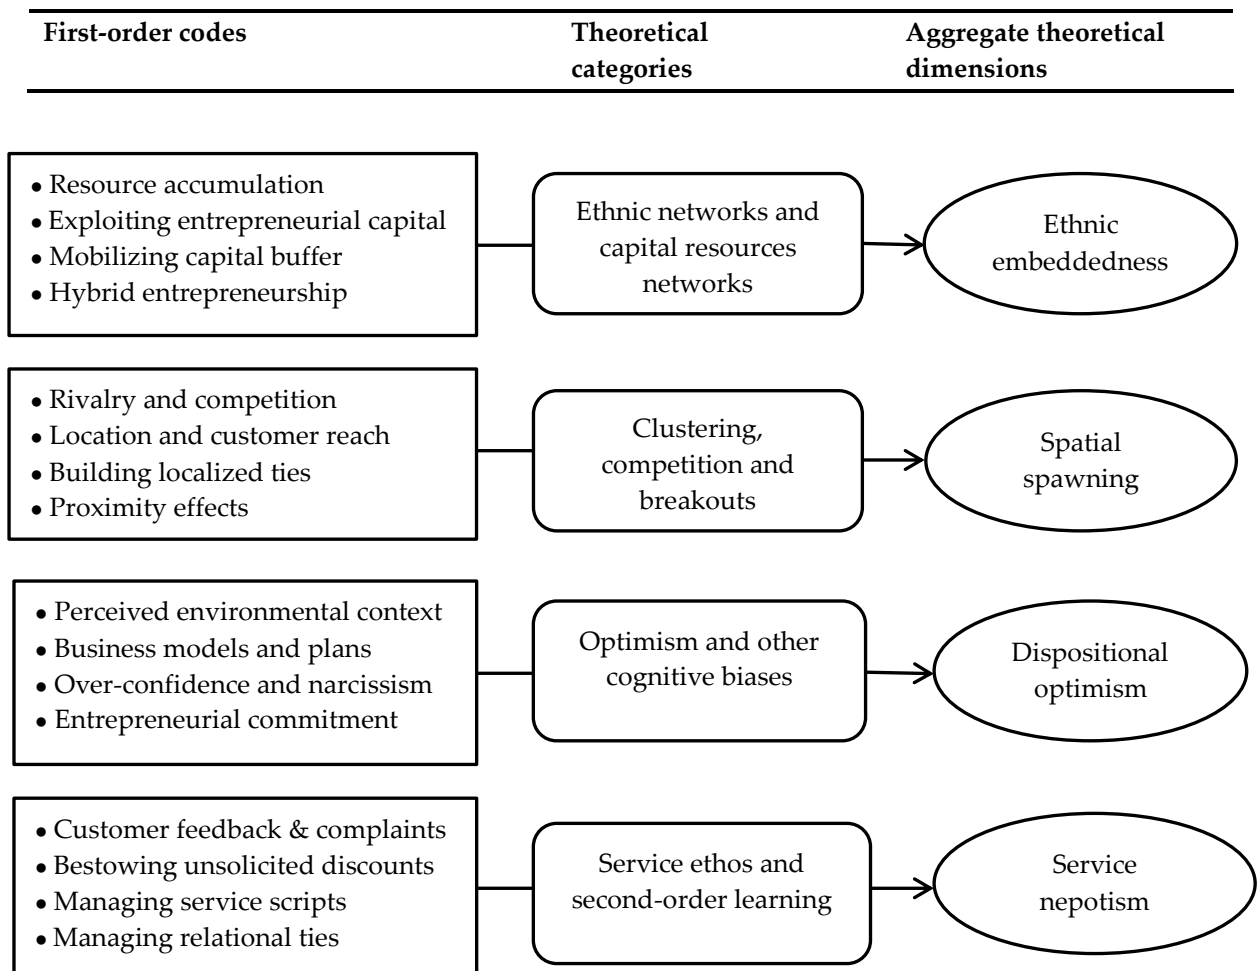 First-order codes
Theoretical
categories
Aggregate theoretical
dimensions
• Resource accumulation
• Exploiting entrepreneurial capital
• Mobilizing capital buffer
• Hybrid entrepreneurship
Ethnic networks and
capital resources
networks
Ethnic
embeddedness
• Rivalry and competition
• Location and customer reach
• Building localized ties
• Proximity effects
Clustering,
competition and
breakouts
Spatial
spawning
• Perceived environmental context
• Business models and plans
• Over-confidence and narcissism
• Entrepreneurial commitment
Optimism and other
cognitive biases
Dispositional
optimism
• Customer feedback & complaints
• Bestowing unsolicited discounts
• Managing service scripts
• Managing relational ties
Service ethos and
second-order learning
Service
nepotism